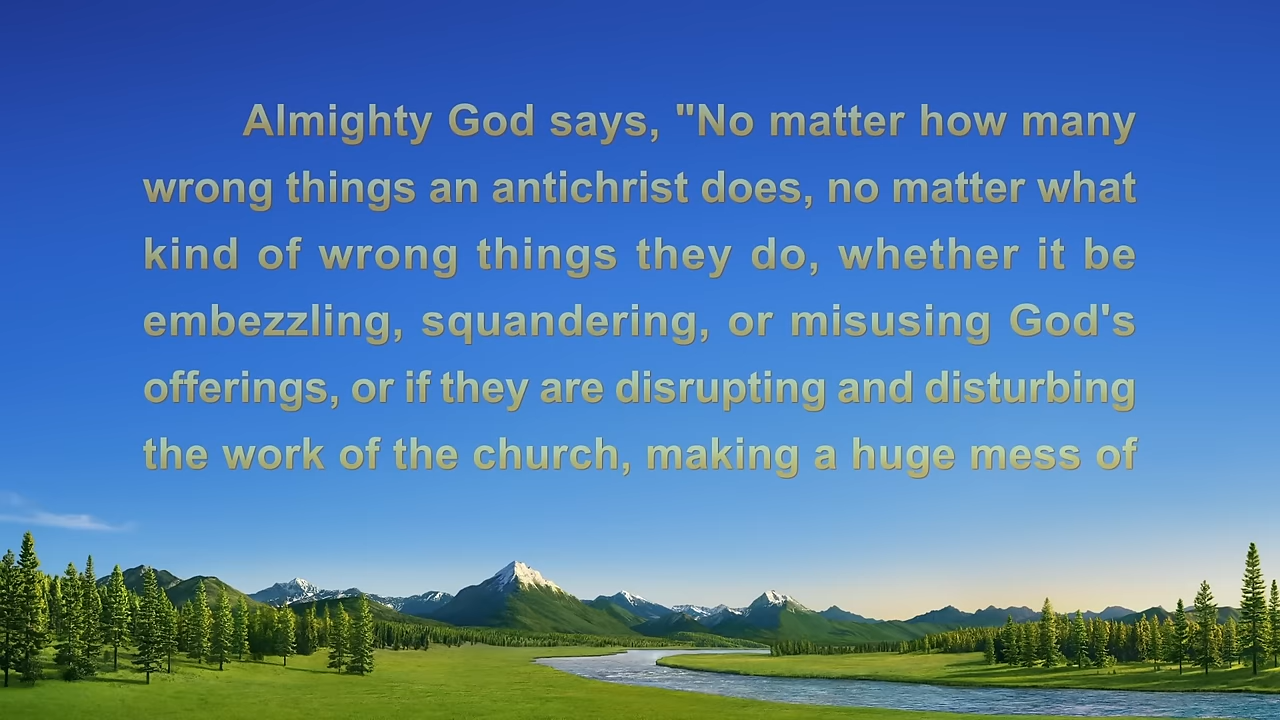 Almighty God says, "No matter how many
wrong things an antichrist does, no matter what
kind of wrong things they do, whether it be
embezzling, squandering, or misusing God's
offerings, or if they are disrupting and disturbing
the work of the church, making a huge mess of